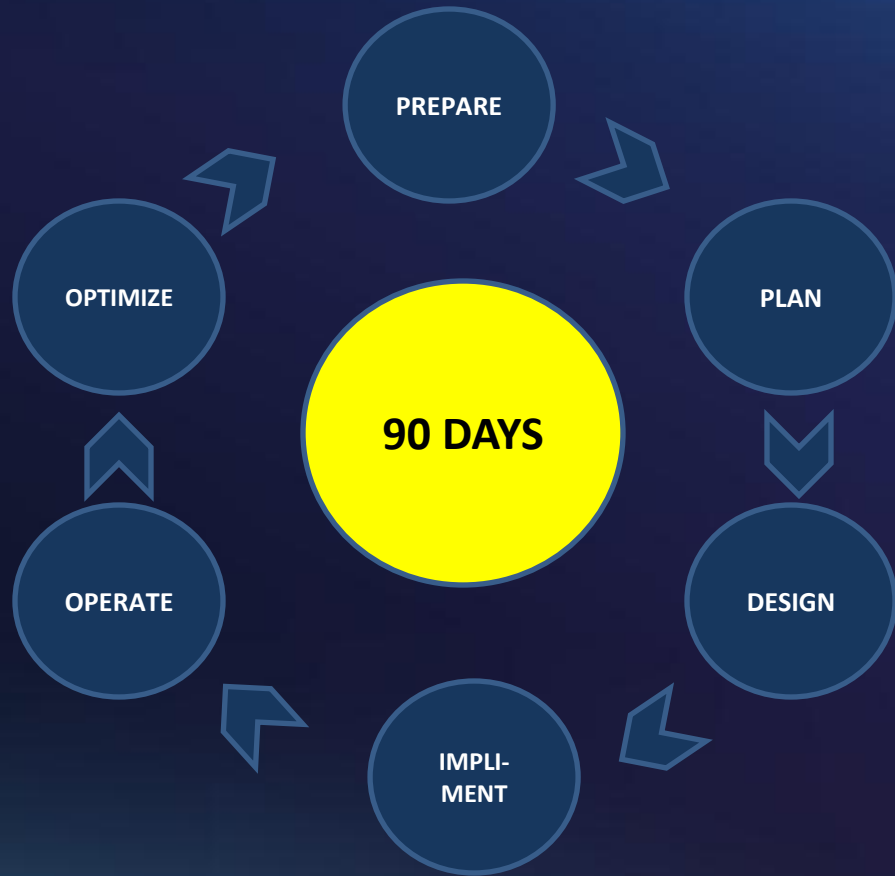 PREPARE
PLAN
DESIGN
IMPLI-
MENT
OPERATE
OPTIMIZE
90 DAYS